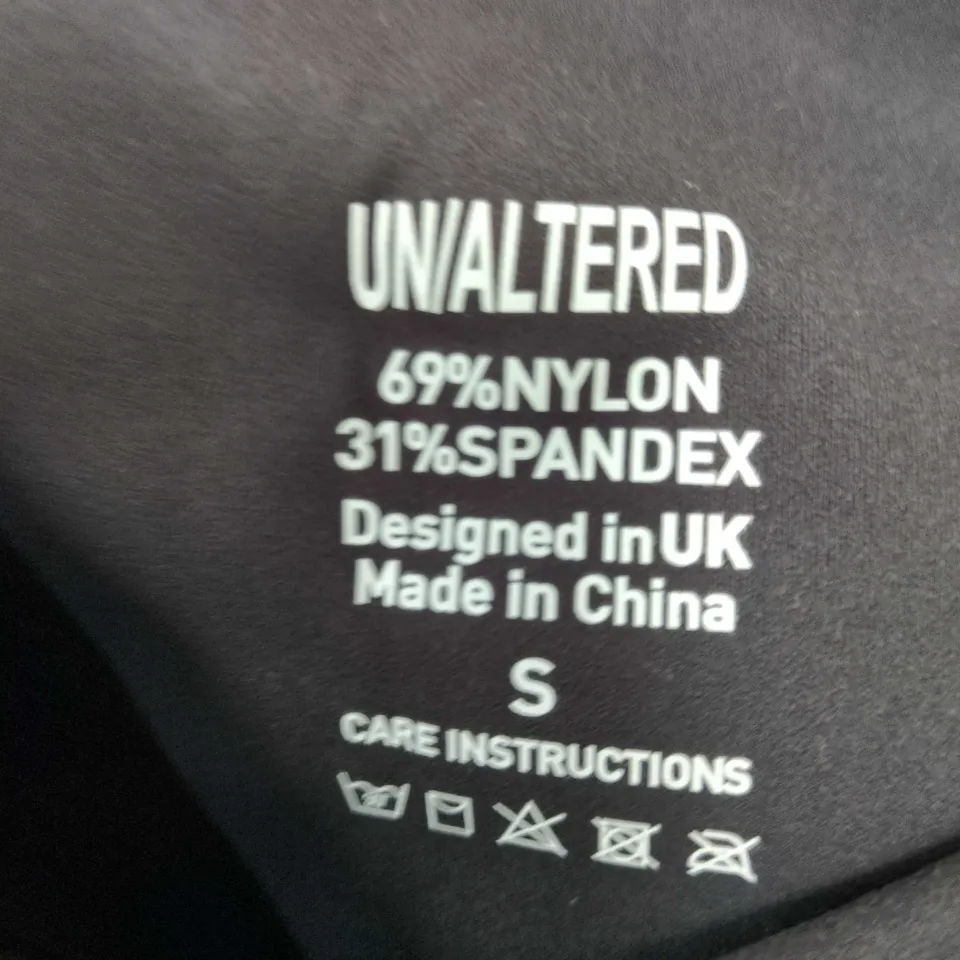 UN/ALTERED
69%NYLON
31%SPANDEX
Designed in UK
Made in China
S
CARE INSTRUCTIONS